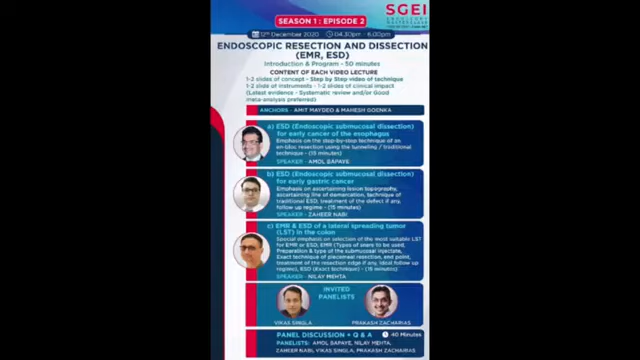 SGEI
SEASON 1 : EPISODE 2
12th December 2020 04.30pm - 6.00pm
ENDOSCOPIC RESECTION AND DISSECTION
(EMR, ESD)
Introduction & Program - 50 minutes
CONTENT OF EACH VIDEO LECTURE
1-2 slides of concept - Step by Step video of technique
1-2 slide of instruments - 1-2 slides of clinical impact
(Latest evidence - Systematic review and/or Good
meta-analysis preferred)
ANCHORS - AMIT MAYDEO & MAHESH GOENKA
a) ESD (Endoscopic submucosal dissection)
for early cancer of the esophagus
Emphasis on the step-by-step technique of an
en-bloc resection using the tunneling / traditional
technique - (15 minutes)
SPEAKER - AMOL BAPAYE
b) ESD (Endoscopic submucosal dissection)
for early gastric cancer
Emphasis on ascertaining lesion topography,
ascertaining line of demarcation, technique of
traditional ESD, treatment of the defect if any,
follow up regime - (15 minutes)
SPEAKER - ZAHEER NABI
c) EMR & ESD of a lateral spreading tumor
(LST) in the colon
Special emphasis on selection of the most suitable LST
for EMR or ESD, EMR (Types of snare to be used,
Preparation & type of the submucosal injectate,
Exact technique of piecemeal resection, end point,
treatment of the resection edge if any, ideal follow up
regime), ESD (Exact technique) - (15 minutes)
SPEAKER - NILAY MEHTA
INVITED
PANELISTS
VIKAS SINGLA PRAKASH ZACHARIAS
PANEL DISCUSSION + Q & A 40 Minutes
PANELISTS: AMOL BAPAYE, NILAY MEHTA,
ZAHEER NABI, VIKAS SINGLA, PRAKASH ZACHARIAS